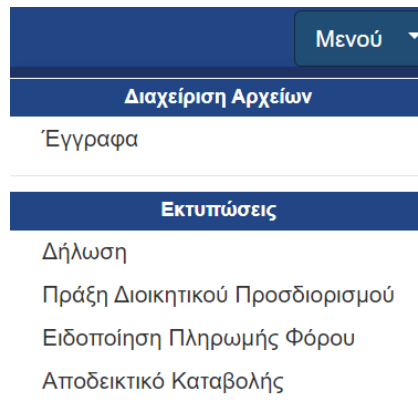 Μενού
Διαχείριση Αρχείων
Έγγραφα
Εκτυπώσεις
Δήλωση
Πράξη Διοικητικού Προσδιορισμού
Ειδοποίηση Πληρωμής Φόρου
Αποδεικτικό Καταβολής